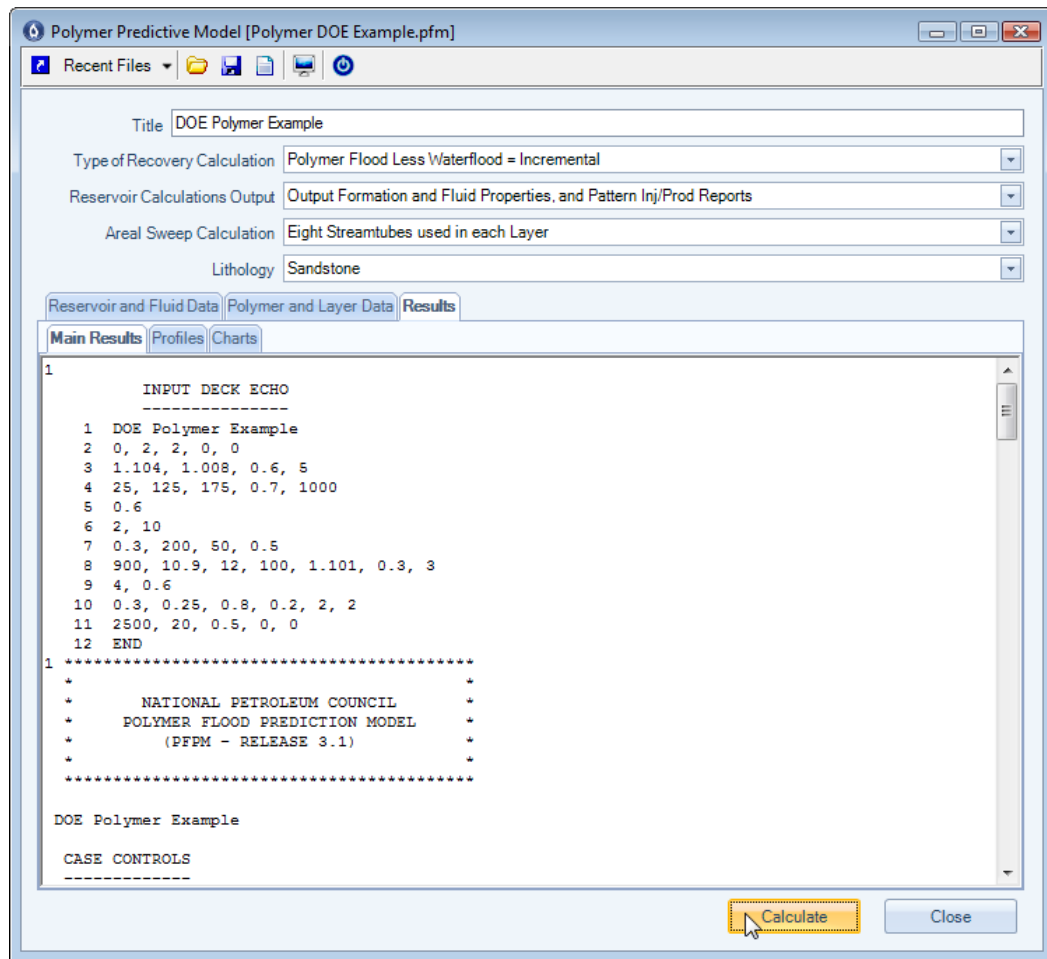 Polymer Predictive Model [Polymer DOE Example.pfm]
Recent Files
Title DOE Polymer Example
Type of Recovery Calculation Polymer Flood Less Waterflood = Incremental
Reservoir Calculations Output Output Formation and Fluid Properties, and Pattern Inj/Prod Reports
Areal Sweep Calculation Eight Streamtubes used in each Layer
Lithology Sandstone
Reservoir and Fluid Data Polymer and Layer Data Results
Main Results Profiles Charts
1
INPUT DECK ECHO
---------------
1 DOE Polymer Example
2 0, 2, 2, 0, 0
3 1.104, 1.008, 0.6, 5
4 25, 125, 175, 0.7, 1000
5 0.6
6 2, 10
7 0.3, 200, 50, 0.5
8 900, 10.9, 12, 100, 1.101, 0.3, 3
9 4, 0.6
10 0.3, 0.25, 0.8, 0.2, 2, 2
11 2500, 20, 0.5, 0, 0
12 END
1 ******************************************
* *
* NATIONAL PETROLEUM COUNCIL *
* POLYMER FLOOD PREDICTION MODEL *
* (PFPM - RELEASE 3.1) *
* *
******************************************
DOE Polymer Example
CASE CONTROLS
-------------
Calculate Close